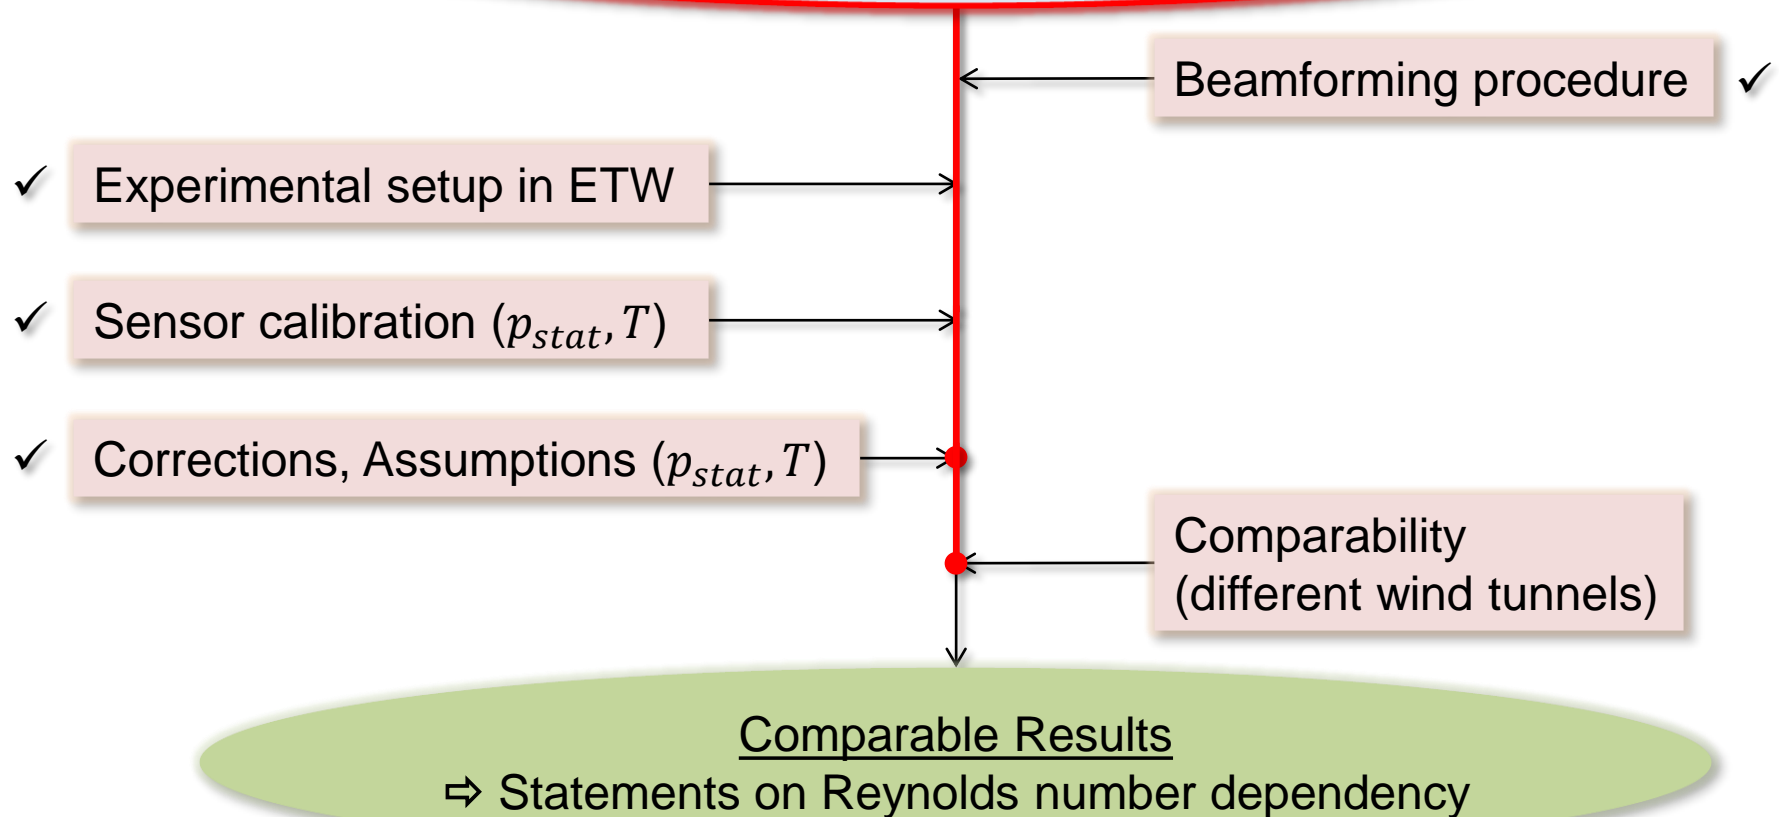 Beamforming procedure ✓
✓ Experimental setup in ETW
✓ Sensor calibration (p_stat, T)
✓ Corrections, Assumptions (p_stat, T)
Comparability
(different wind tunnels)
Comparable Results
⇨ Statements on Reynolds number dependency